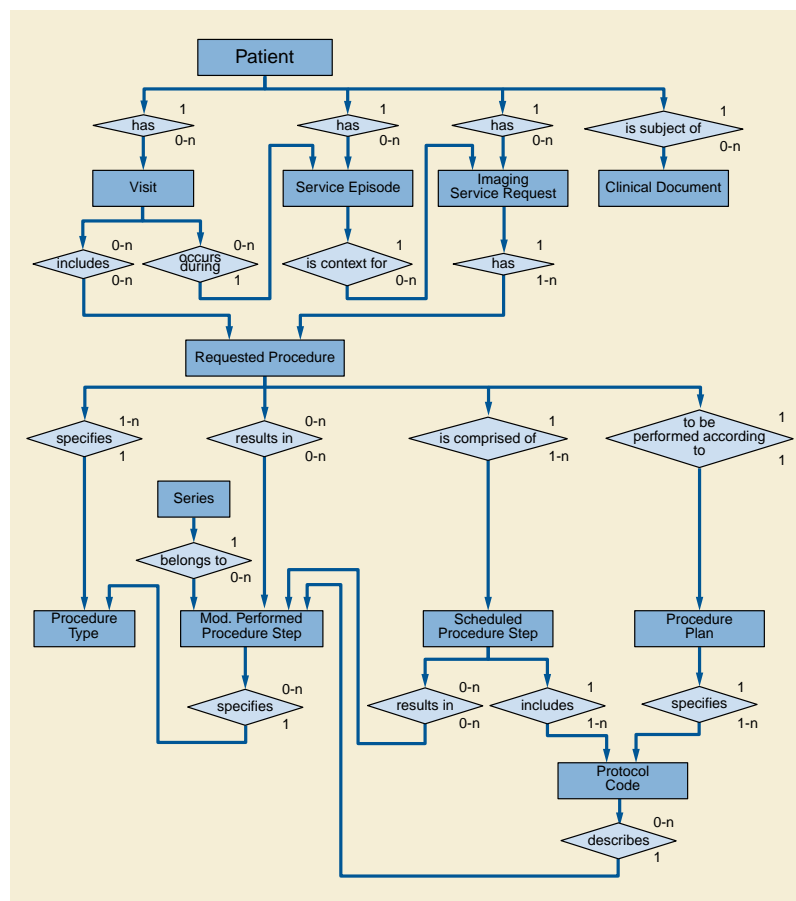 Patient
1
1
1
1
has
has
has
is subject of
0-n
0-n
0-n
0-n
Visit
Service Episode
Imaging
Service Request
Clinical Document
0-n
0-n
1
1
includes
occurs
during
is context for
has
0-n
1
0-n
1-n
Requested Procedure
1-n
0-n
1
1
specifies
results in
is comprised of
to be
performed according
to
1
0-n
1-n
1
Series
1
belongs to
0-n
Procedure
Type
Mod. Performed
Procedure Step
Scheduled
Procedure Step
Procedure
Plan
0-n
0-n
1
1
specifies
results in
includes
specifies
1
0-n
1-n
1-n
Protocol
Code
0-n
describes
1